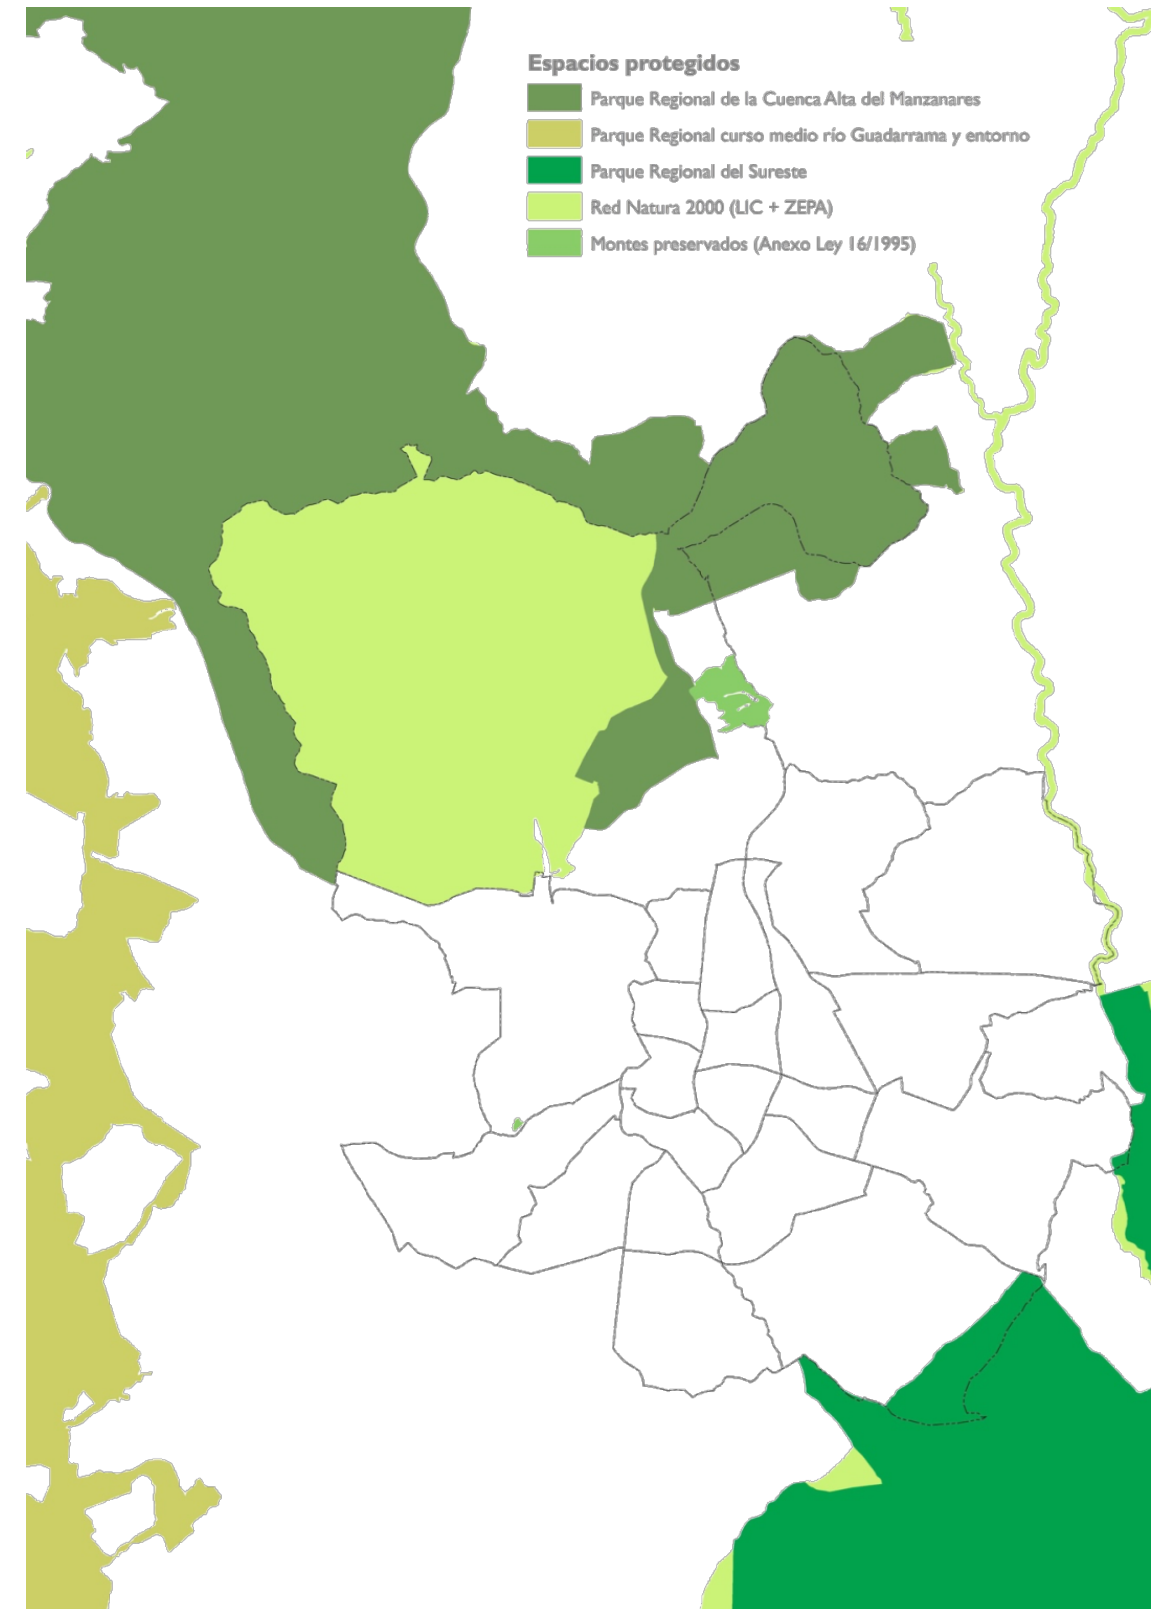 Espacios protegidos
Parque Regional de la Cuenca Alta del Manzanares
Parque Regional curso medio río Guadarrama y entorno
Parque Regional del Sureste
Red Natura 2000 (LIC + ZEPA)
Montes preservados (Anexo Ley 16/1995)